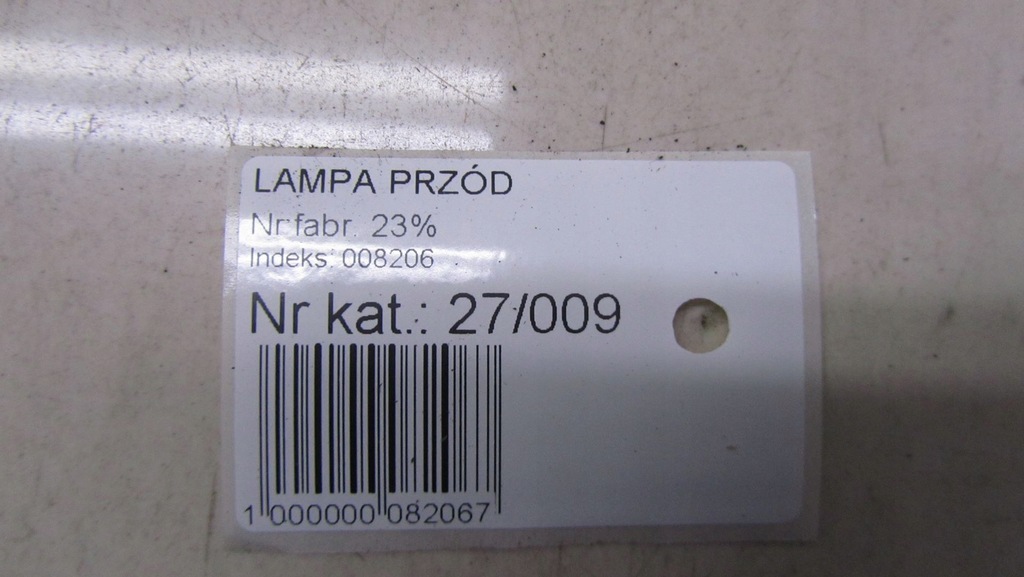 LAMPA PRZÓD
Nr fabr. 23%
Indeks: 008206
Nr kat.: 27/009
1 000000 082067